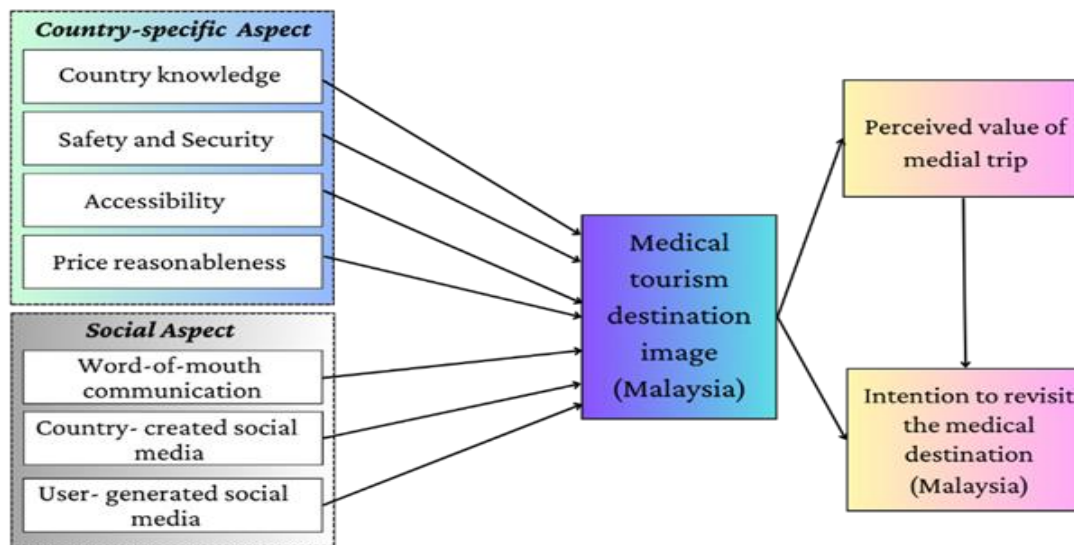 Country-specific Aspect
Country knowledge
Safety and Security
Accessibility
Price reasonableness
Social Aspect
Word-of-mouth
communication
Country- created social
media
User- generated social
media
Medical
tourism
destination
image
(Malaysia)
Perceived value of
medial trip
Intention to revisit
the medical
destination
(Malaysia)